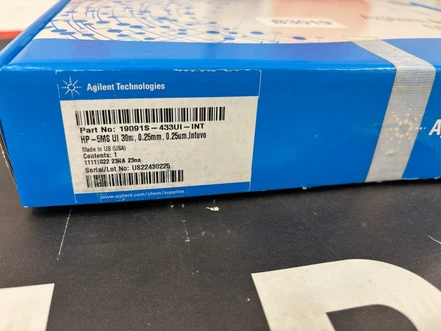 B3019
Agilent Technologies
Part No: 19091S-433UI-INT
HP-5MS UI 30m, 0.25mm, 0.25um,Intuvo
Made in US (USA)
Contents: 1
Serial/Lot No: US22430225
www.agilent.com/chem/supplies